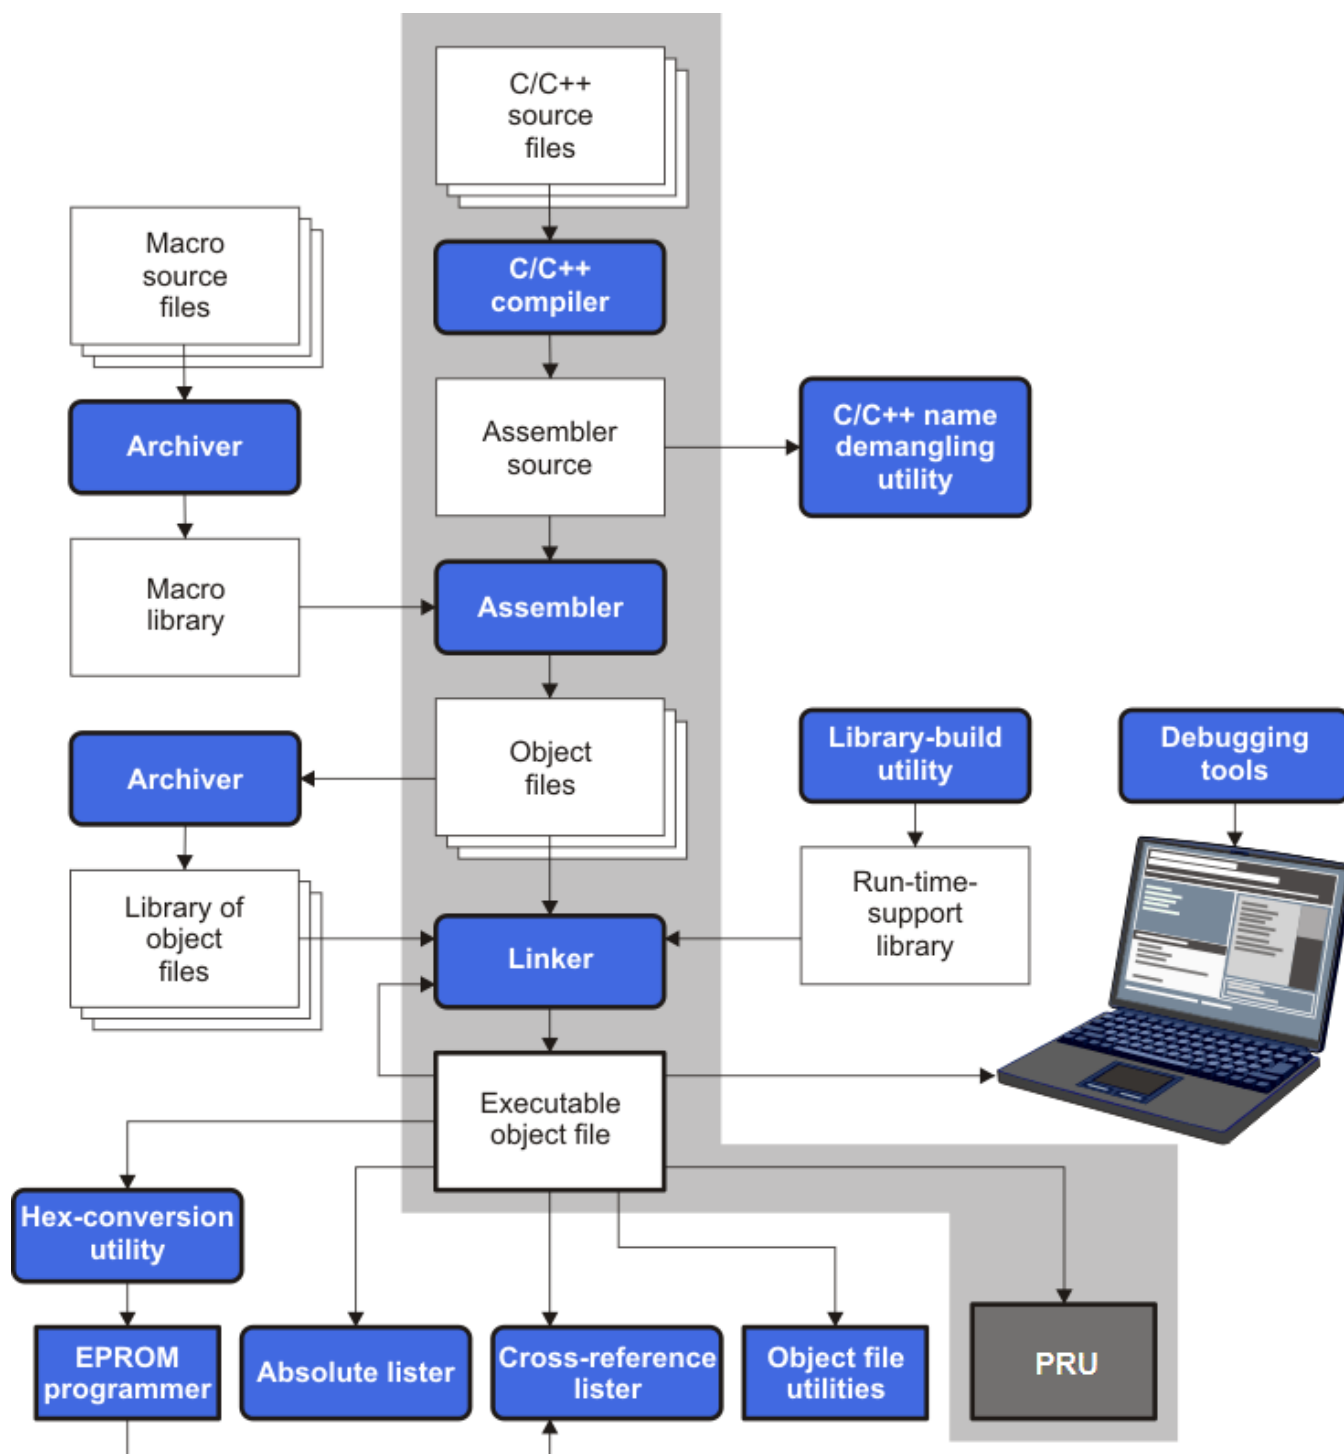 C/C++
source
files
Macro
source
files
C/C++
compiler
Archiver
Assembler
source
C/C++ name
demangling
utility
Macro
library
Assembler
Archiver
Object
files
Library-build
utility
Debugging
tools
Library of
object
files
Linker
Run-time-
support
library
Executable
object file
Hex-conversion
utility
EPROM
programmer
Absolute lister
Cross-reference
lister
Object file
utilities
PRU